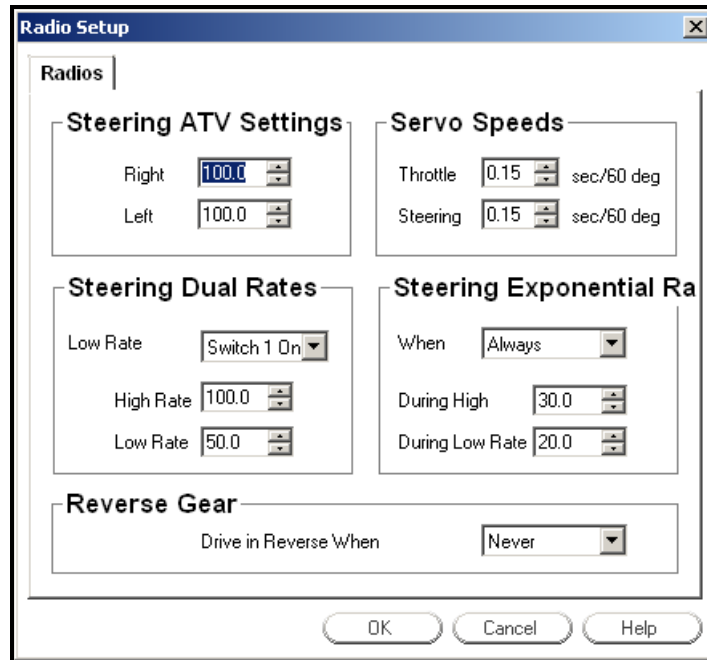 Radio Setup
Radios
Steering ATV Settings
Right 100.0
Left 100.0
Servo Speeds
Throttle 0.15 sec/60 deg
Steering 0.15 sec/60 deg
Steering Dual Rates
Low Rate Switch 1 On
High Rate 100.0
Low Rate 50.0
Steering Exponential Ra
When Always
During High 30.0
During Low Rate 20.0
Reverse Gear
Drive in Reverse When Never
OK Cancel Help